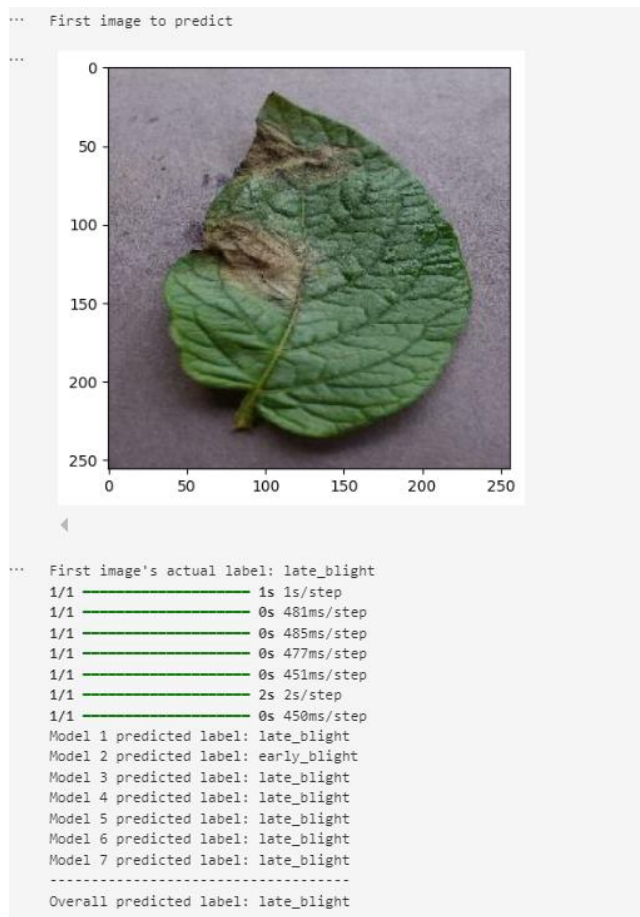 ... First image to predict
...
0
50
100
150
200
250
0 50 100 150 200 250
... First image's actual label: late_blight
1/1 ━━━━━━━━━━━━━━━━━━━━ 1s 1s/step
1/1 ━━━━━━━━━━━━━━━━━━━━ 0s 481ms/step
1/1 ━━━━━━━━━━━━━━━━━━━━ 0s 485ms/step
1/1 ━━━━━━━━━━━━━━━━━━━━ 0s 477ms/step
1/1 ━━━━━━━━━━━━━━━━━━━━ 0s 451ms/step
1/1 ━━━━━━━━━━━━━━━━━━━━ 2s 2s/step
1/1 ━━━━━━━━━━━━━━━━━━━━ 0s 450ms/step
Model 1 predicted label: late_blight
Model 2 predicted label: early_blight
Model 3 predicted label: late_blight
Model 4 predicted label: late_blight
Model 5 predicted label: late_blight
Model 6 predicted label: late_blight
Model 7 predicted label: late_blight
------------------------------------
Overall predicted label: late_blight